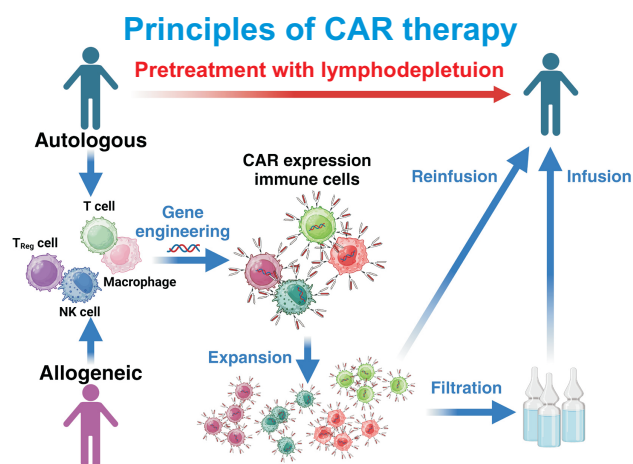 Principles of CAR therapy
Pretreatment with lymphodepletuion
Autologous
CAR expression
immune cells
Reinfusion
Infusion
T cell
Gene
engineering
TReg cell
Macrophage
NK cell
Expansion
Allogeneic
Filtration